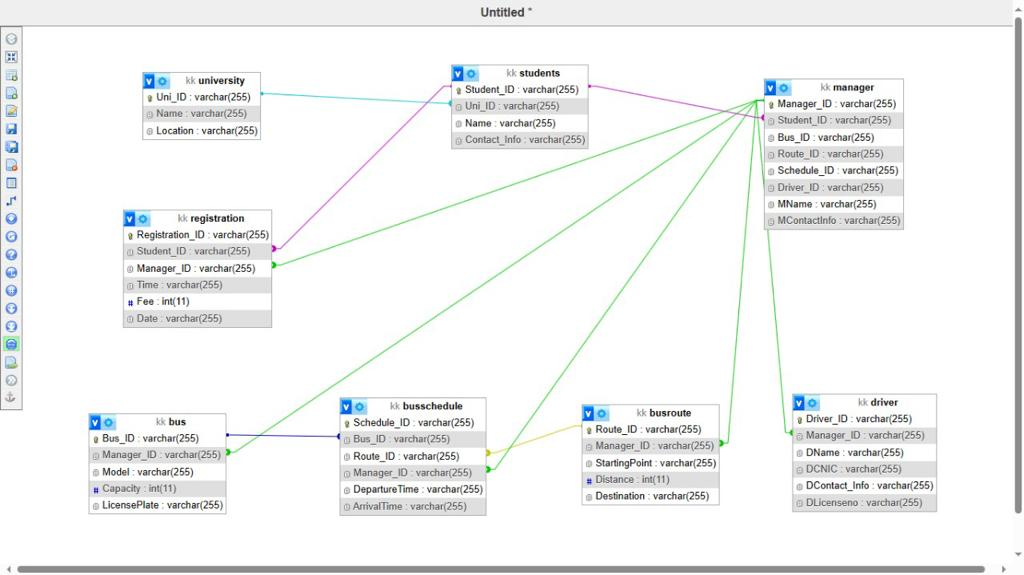 Untitled *
kk university
Uni_ID : varchar(255)
Name : varchar(255)
Location : varchar(255)
kk students
Student_ID : varchar(255)
Uni_ID : varchar(255)
Name : varchar(255)
Contact_Info : varchar(255)
kk manager
Manager_ID : varchar(255)
Student_ID : varchar(255)
Bus_ID : varchar(255)
Route_ID : varchar(255)
Schedule_ID : varchar(255)
Driver_ID : varchar(255)
MName : varchar(255)
MContactInfo : varchar(255)
kk registration
Registration_ID : varchar(255)
Student_ID : varchar(255)
Manager_ID : varchar(255)
Time : varchar(255)
# Fee : int(11)
Date : varchar(255)
kk bus
Bus_ID : varchar(255)
Manager_ID : varchar(255)
Model : varchar(255)
# Capacity : int(11)
LicensePlate : varchar(255)
kk busschedule
Schedule_ID : varchar(255)
Bus_ID : varchar(255)
Route_ID : varchar(255)
Manager_ID : varchar(255)
DepartureTime : varchar(255)
ArrivalTime : varchar(255)
kk busroute
Route_ID : varchar(255)
Manager_ID : varchar(255)
StartingPoint : varchar(255)
# Distance : int(11)
Destination : varchar(255)
kk driver
Driver_ID : varchar(255)
Manager_ID : varchar(255)
DName : varchar(255)
DCNIC : varchar(255)
DContact_Info : varchar(255)
DLicenseno : varchar(255)